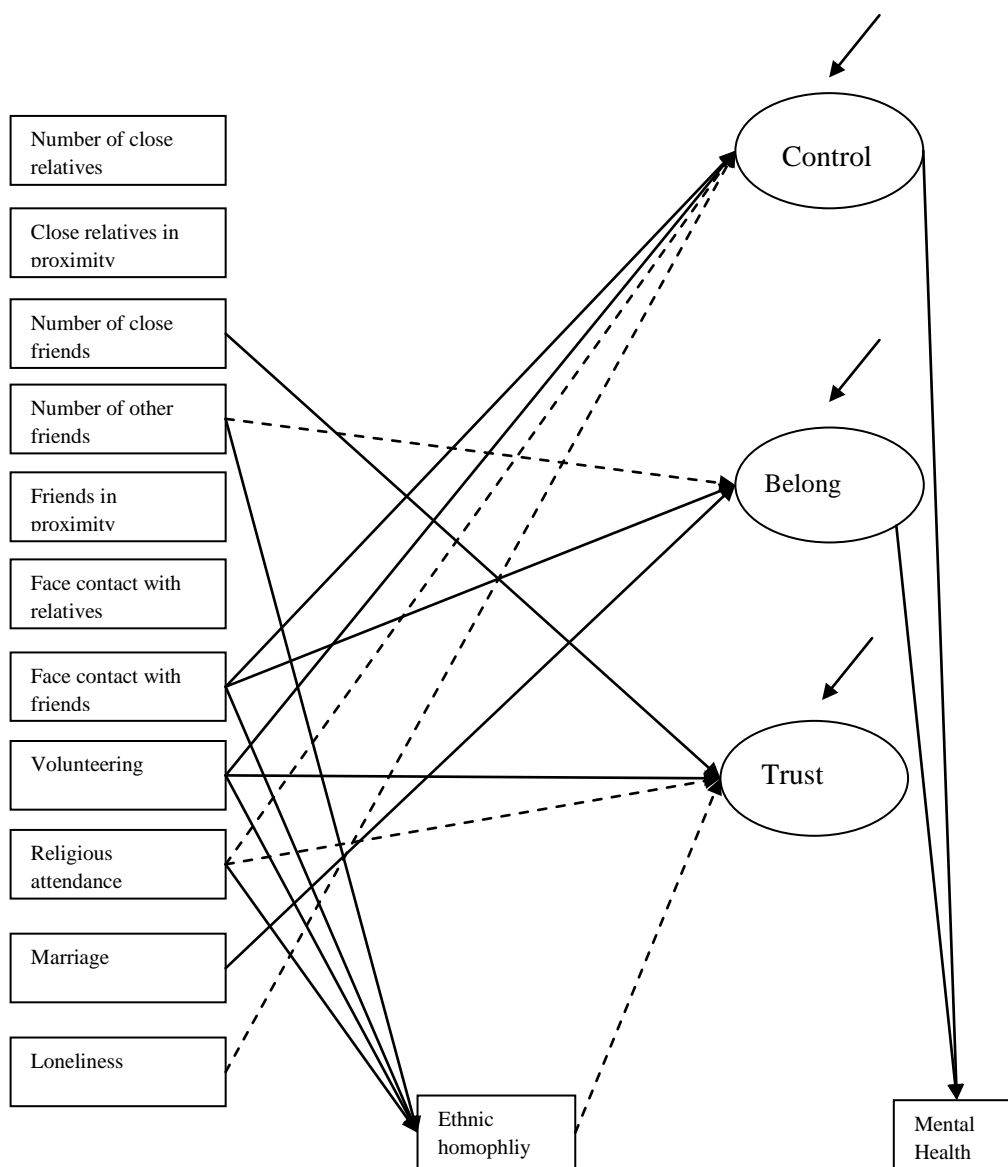 Number of close
relatives
Close relatives in
proximity
Number of close
friends
Number of other
friends
Friends in
proximity
Face contact with
relatives
Face contact with
friends
Volunteering
Religious
attendance
Marriage
Loneliness
Control
Belong
Trust
Ethnic
homophliy
Mental
Health